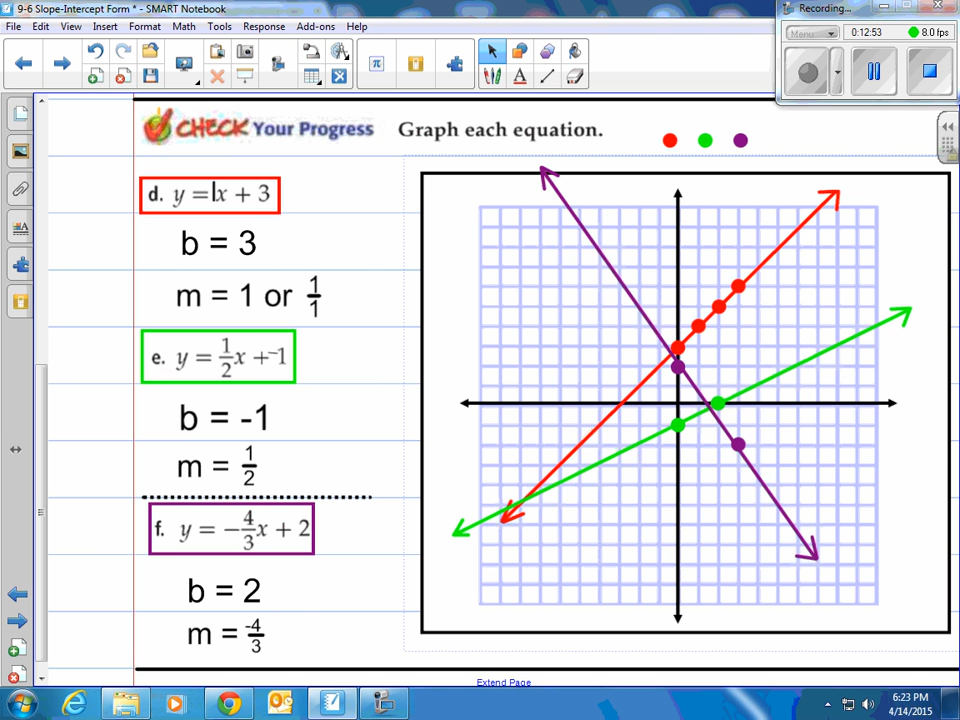 9-6 Slope-Intercept Form * - SMART Notebook
Recording...
File Edit View Insert Format Math Tools Response Add-ons Help
Menu 0:12:53 8.0 fps
CHECK Your Progress Graph each equation.
d. y = 1x + 3
b = 3
m = 1 or 1/1
e. y = 1/2x + -1
b = -1
m = 1/2
f. y = -4/3x + 2
b = 2
m = -4/3
Extend Page
6:23 PM
4/14/2015